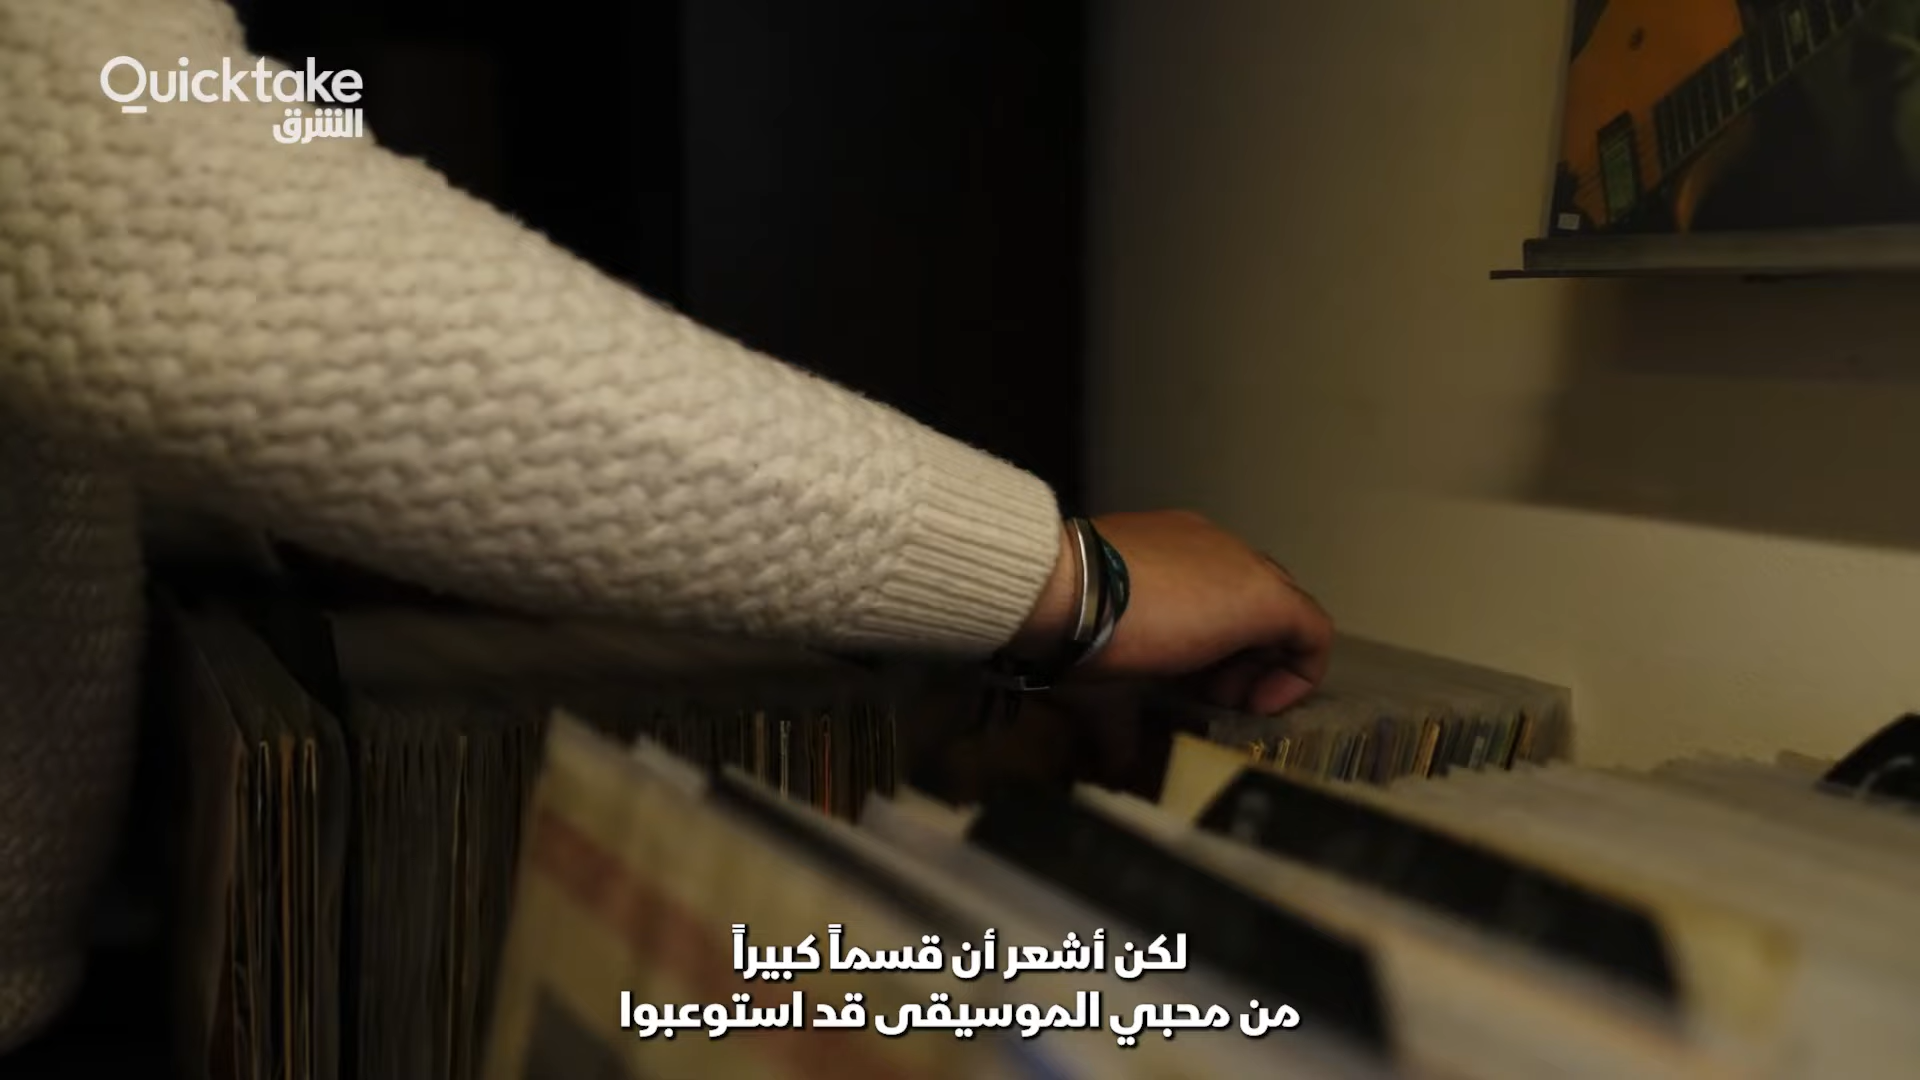 Quicktake
الشرق
لكن أشعر أن قسماً كبيراً
من محبي الموسيقى قد استوعبوا